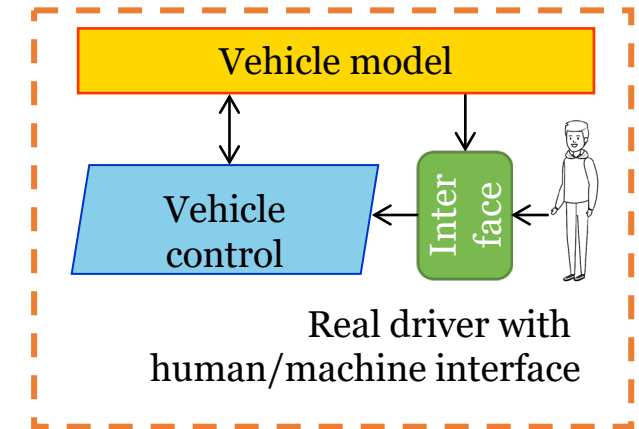 Vehicle model
Vehicle
control
Inter
face
Real driver with
human/machine interface